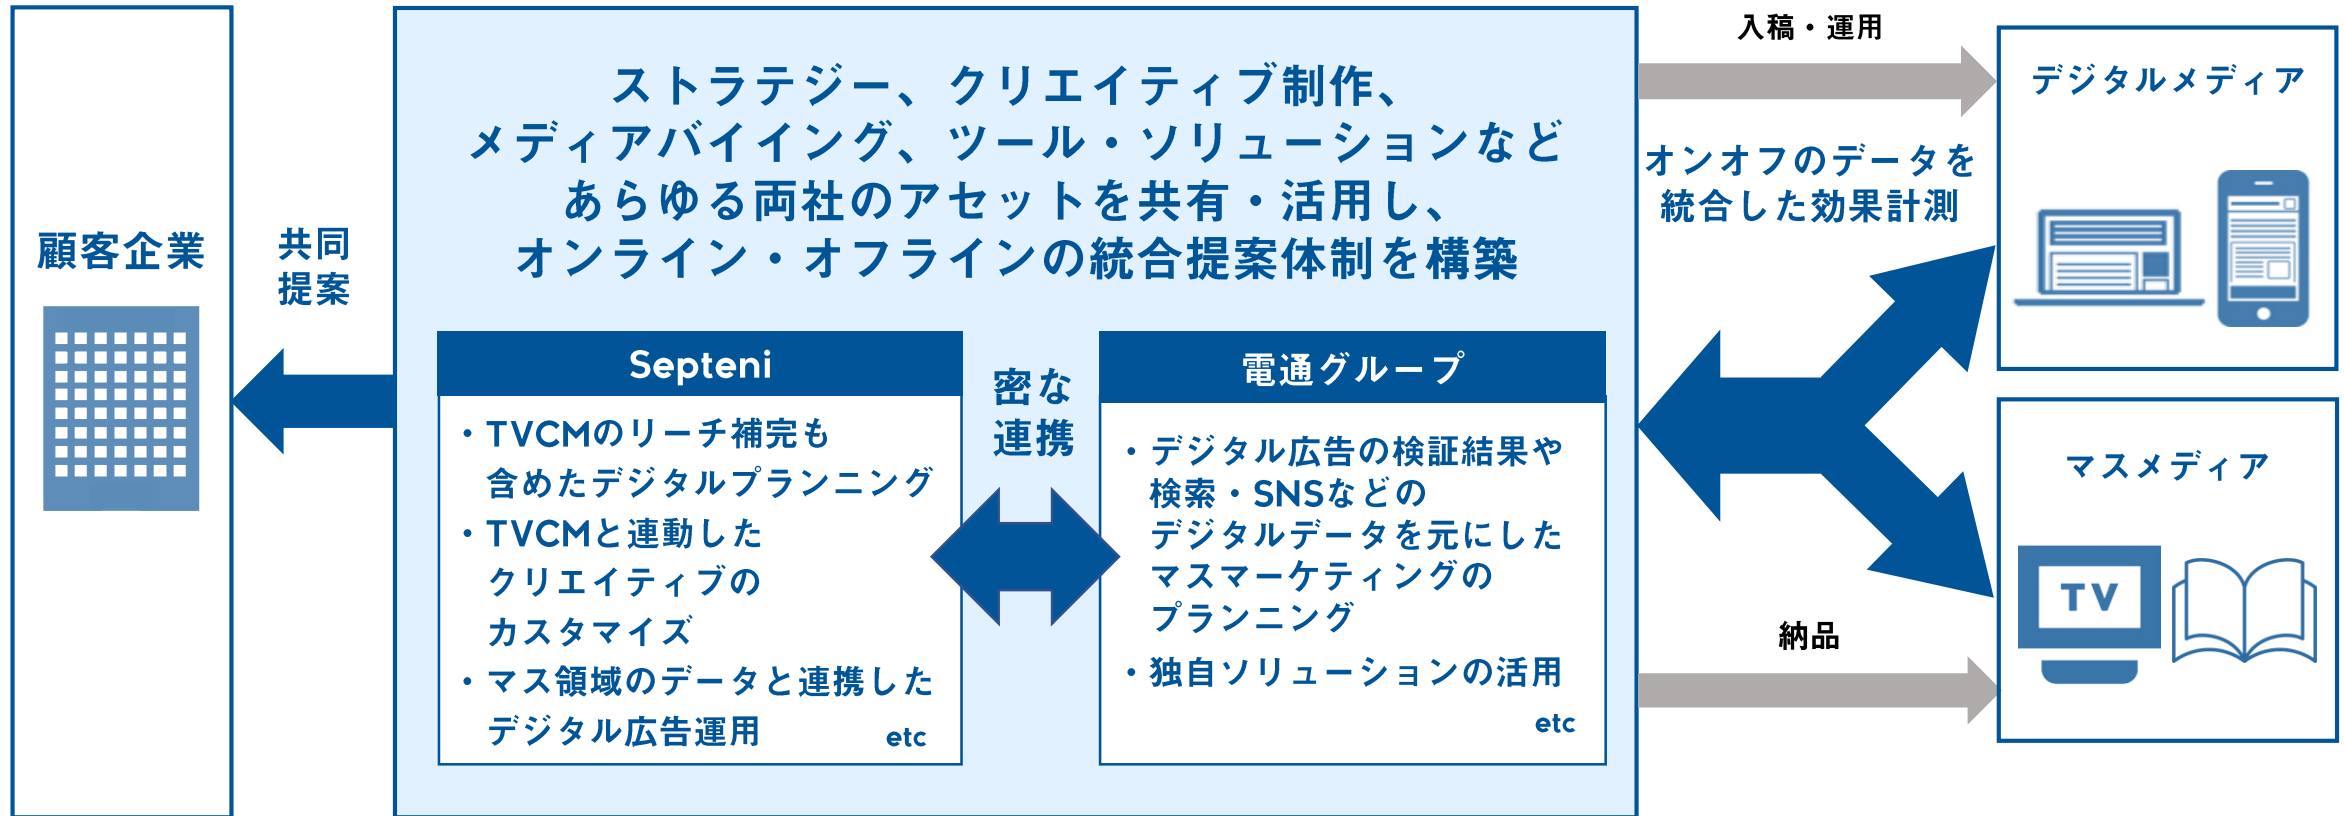 顧客企業
共同
提案
ストラテジー、クリエイティブ制作、
メディアバイイング、ツール・ソリューションなど
あらゆる両社のアセットを共有・活用し、
オンライン・オフラインの統合提案体制を構築
Septeni
・TVCMのリーチ補完も
含めたデジタルプランニング
・TVCMと連動した
クリエイティブの
カスタマイズ
・マス領域のデータと連携した
デジタル広告運用
etc
密な
連携
電通グループ
・デジタル広告の検証結果や
検索・SNSなどの
デジタルデータを元にした
マスマーケティングの
プランニング
・独自ソリューションの活用
etc
入稿・運用
オンオフのデータを
統合した効果計測
納品
デジタルメディア
マスメディア
TV